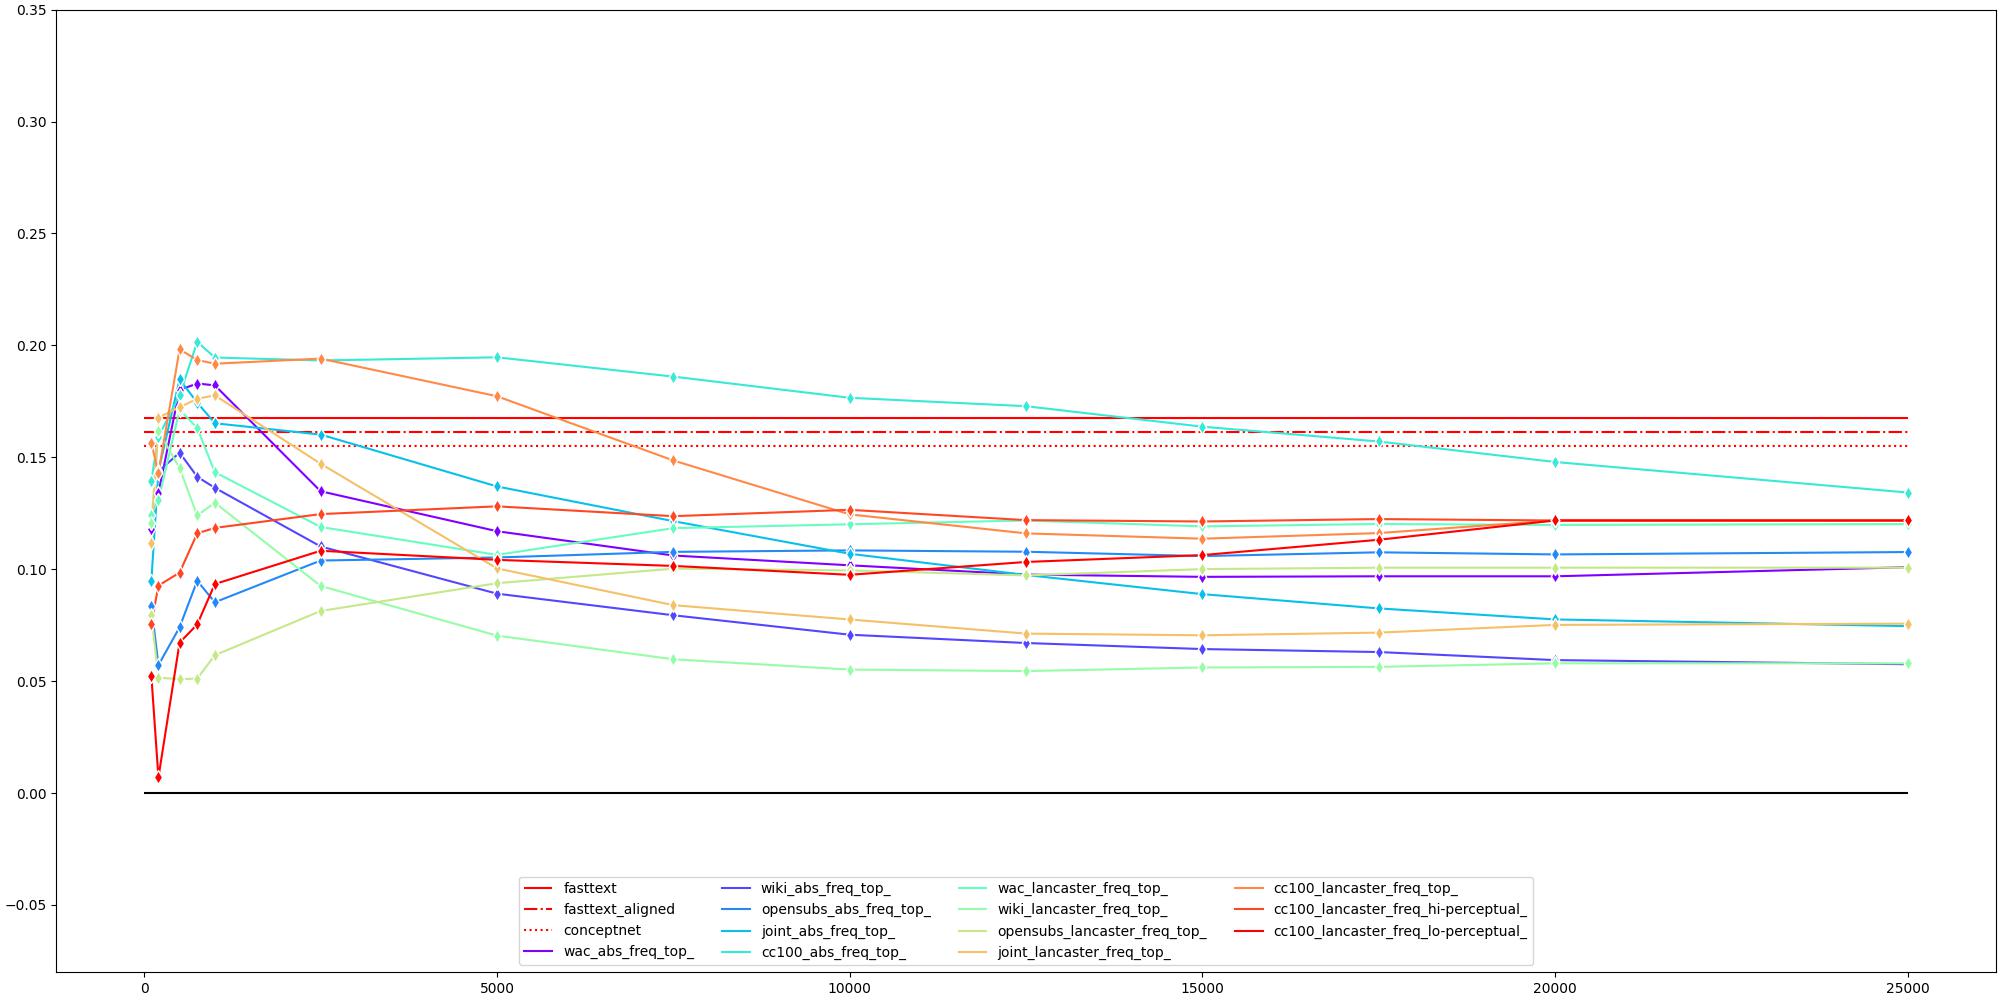 0.35
0.30
0.25
0.20
0.15
0.10
0.05
0.00
−0.05
fasttext
fasttext_aligned
conceptnet
wac_abs_freq_top_
wiki_abs_freq_top_
opensubs_abs_freq_top_
joint_abs_freq_top_
cc100_abs_freq_top_
wac_lancaster_freq_top_
wiki_lancaster_freq_top_
opensubs_lancaster_freq_top_
joint_lancaster_freq_top_
cc100_lancaster_freq_top_
cc100_lancaster_freq_hi-perceptual_
cc100_lancaster_freq_lo-perceptual_
0 5000 10000 15000 20000 25000